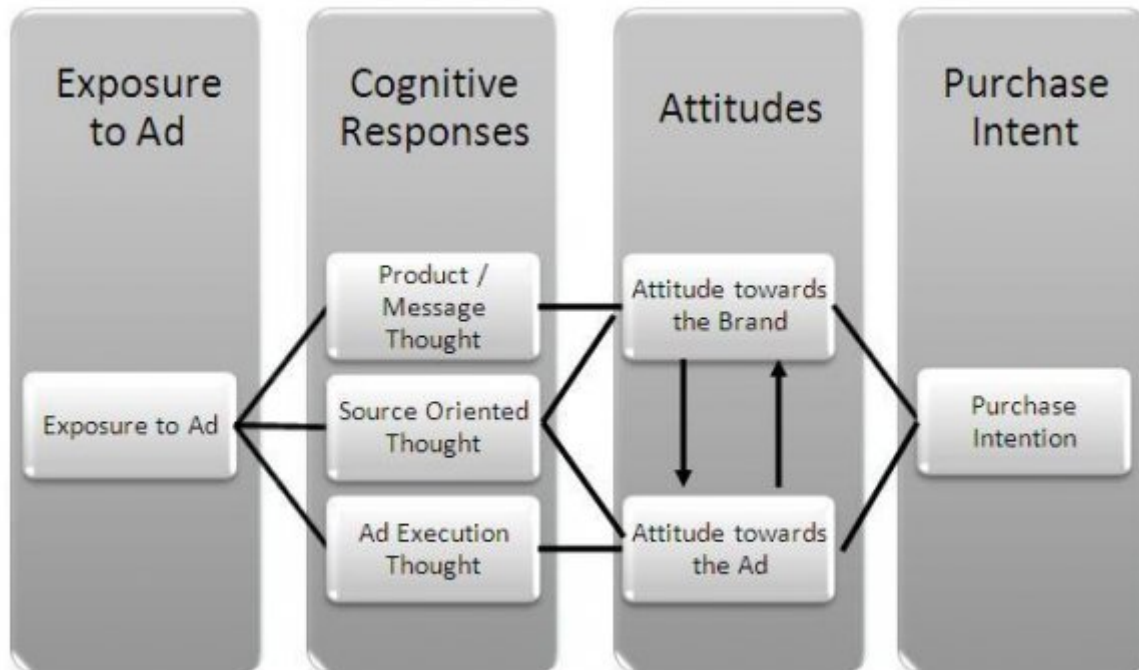 Exposure
to Ad
Cognitive
Responses
Attitudes
Purchase
Intent
Exposure to Ad
Product /
Message
Thought
Source Oriented
Thought
Ad Execution
Thought
Attitude towards
the Brand
Attitude towards
the Ad
Purchase
Intention